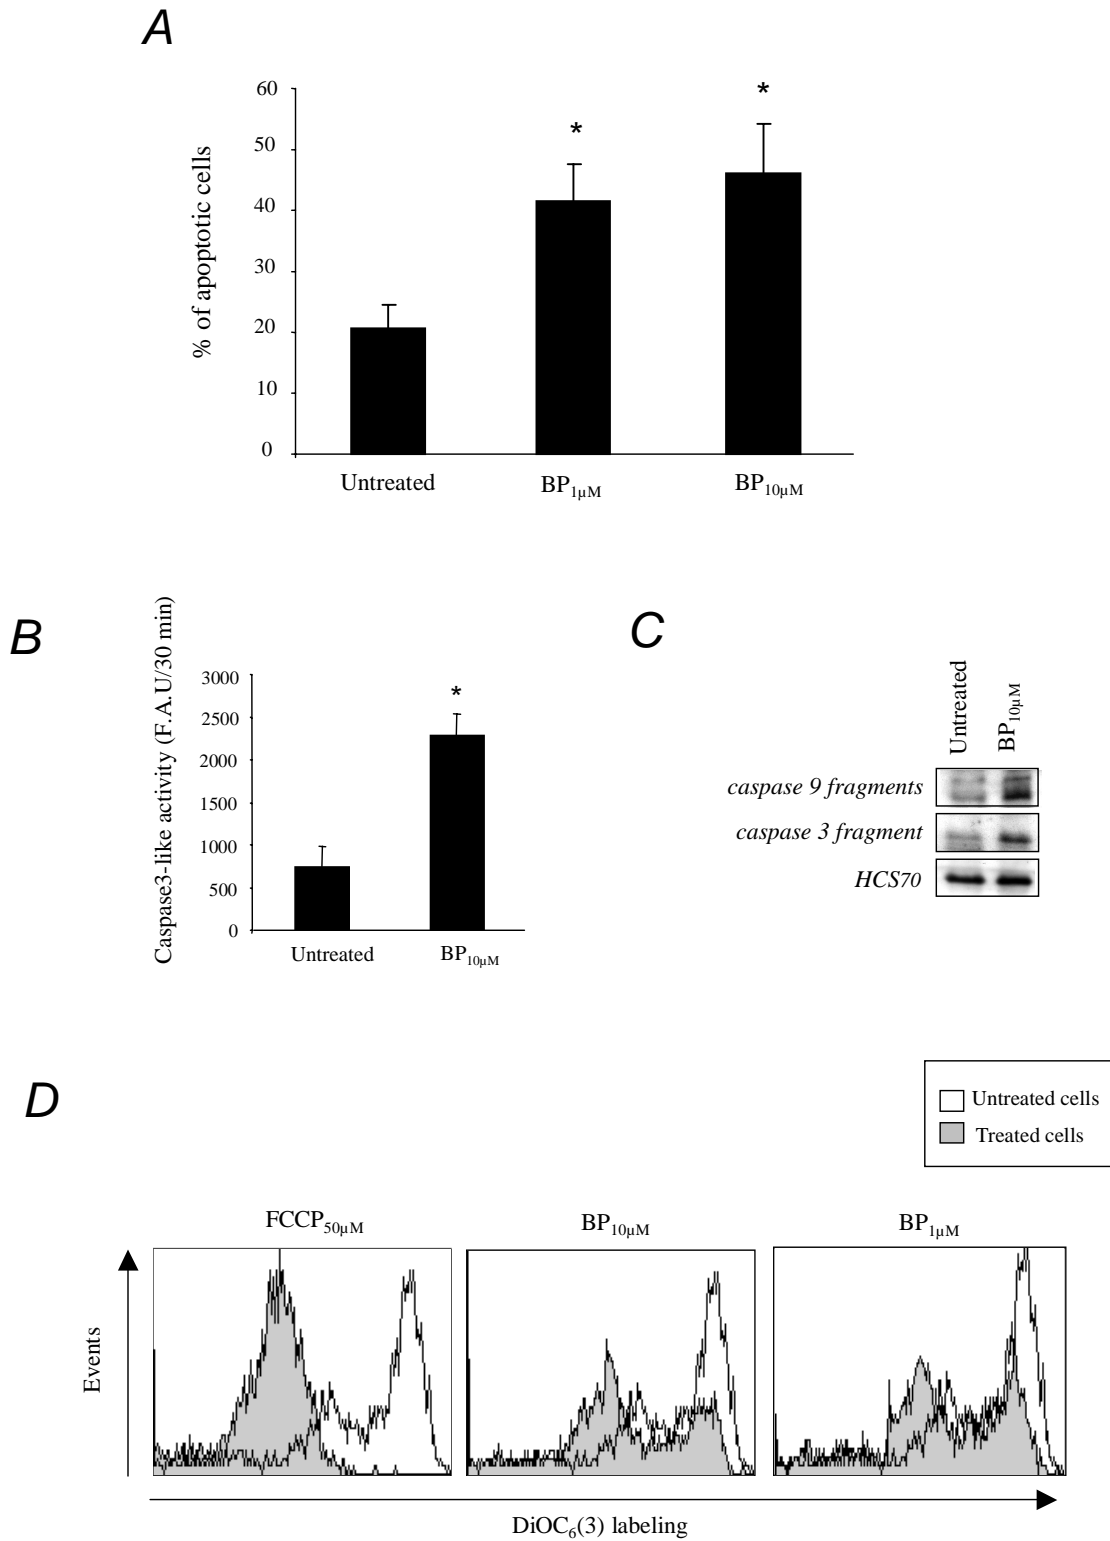 A
60
50
40
30
20
10
0
% of apoptotic cells
*
*
Untreated
BP1µM
BP10µM
B
Caspase3-like activity (F.A.U/30 min)
3000
2500
2000
1500
1000
500
0
*
Untreated
BP10µM
C
Untreated
BP10µM
caspase 9 fragments
caspase 3 fragment
HCS70
D
Untreated cells
Treated cells
FCCP50µM
BP10µM
BP1µM
Events
DiOC6(3) labeling